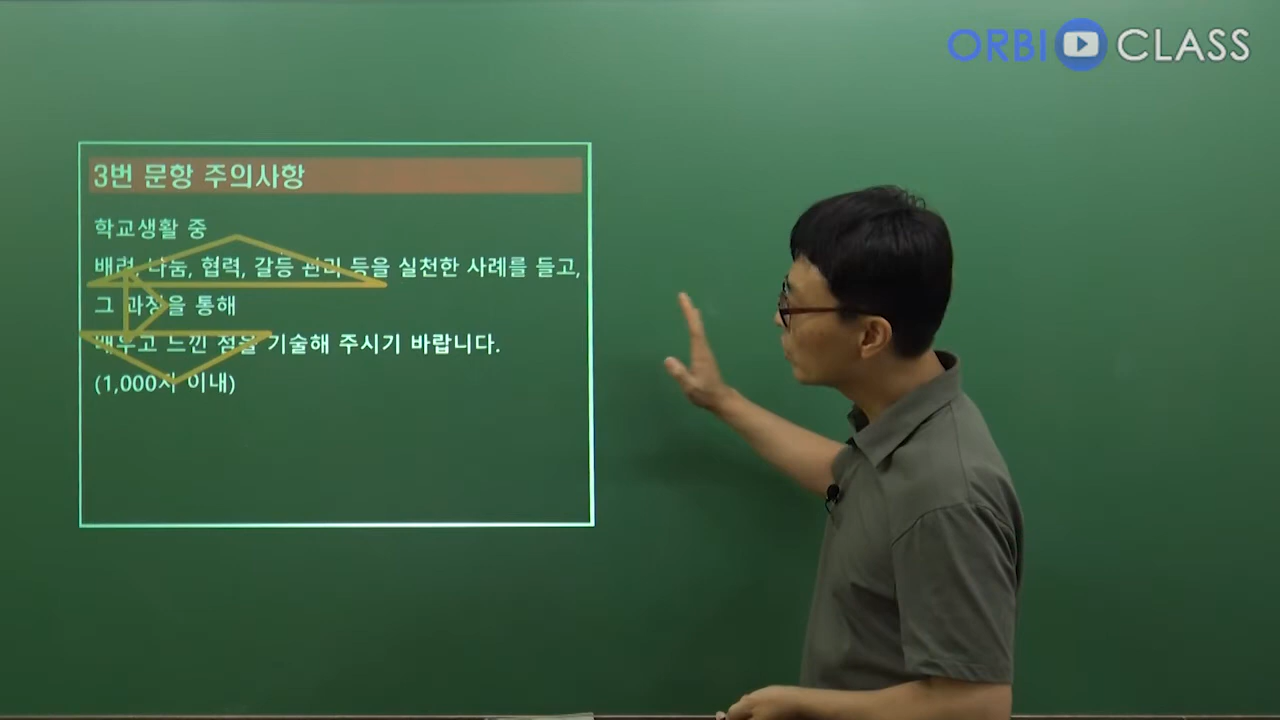 ORBI CLASS
3번 문항 주의사항
학교생활 중
배려, 나눔, 협력, 갈등 관리 등을 실천한 사례를 들고,
그 과정을 통해
배우고 느낀 점을 기술해 주시기 바랍니다.
(1,000자 이내)